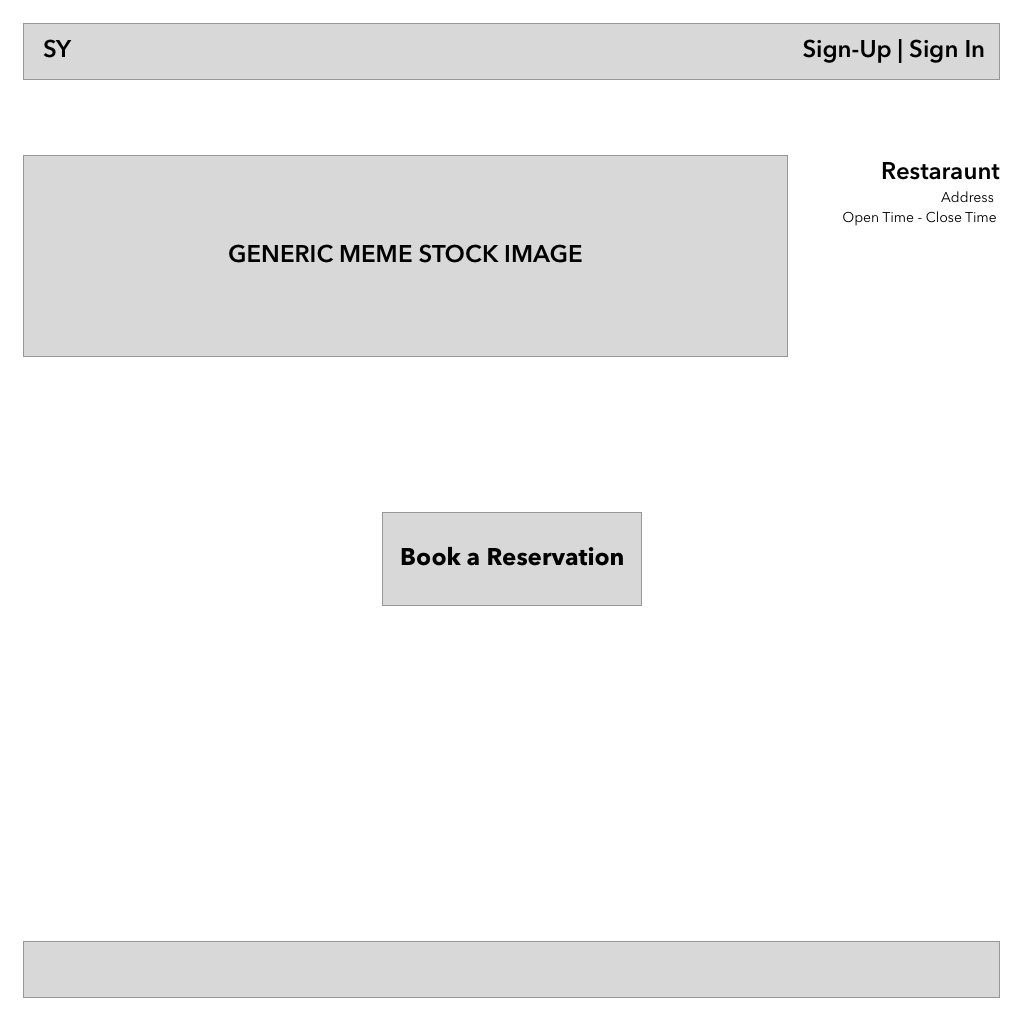 SY
Sign-Up | Sign In
GENERIC MEME STOCK IMAGE
Restaraunt
Address
Open Time - Close Time
Book a Reservation